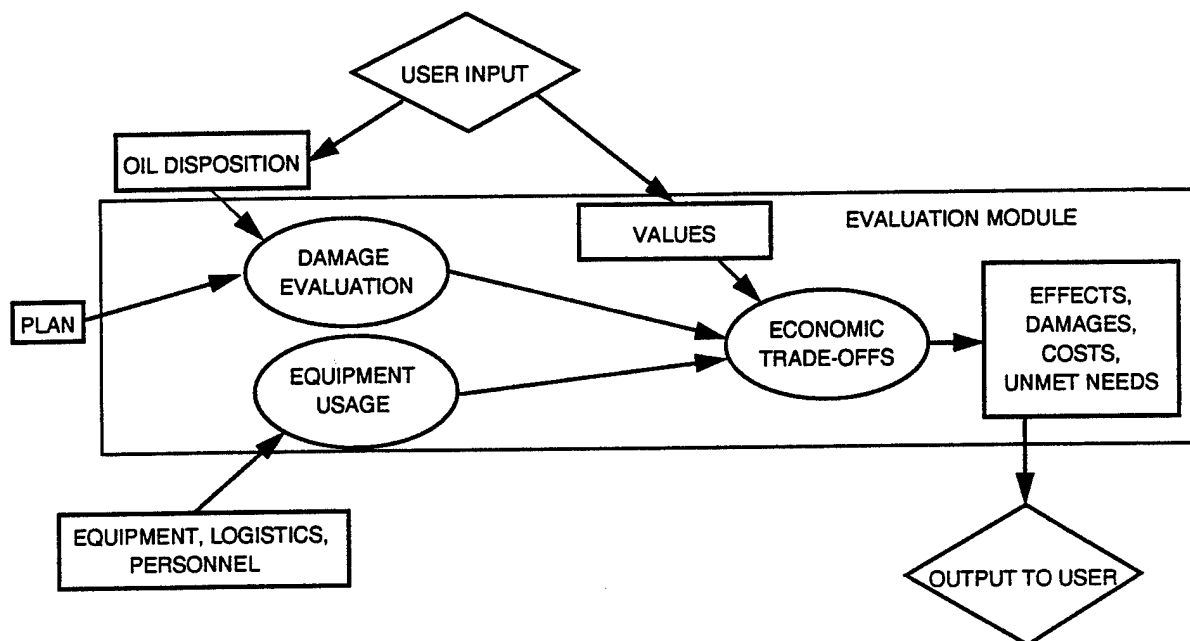 USER INPUT
OIL DISPOSITION
VALUES
EVALUATION MODULE
DAMAGE
EVALUATION
PLAN
EFFECTS,
DAMAGES,
COSTS,
UNMET NEEDS
ECONOMIC
TRADE-OFFS
EQUIPMENT
USAGE
EQUIPMENT, LOGISTICS,
PERSONNEL
OUTPUT TO USER